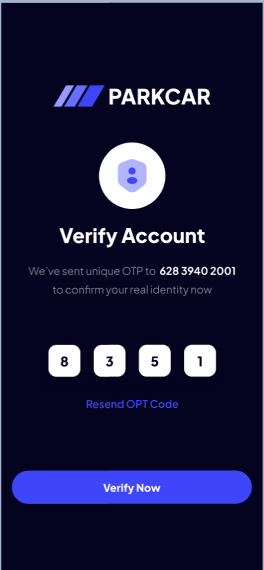 PARKCAR
Verify Account
We've sent unique OTP to 628 3940 2001
to confirm your real identity now
8 3 5 1
Resend OPT Code
Verify Now